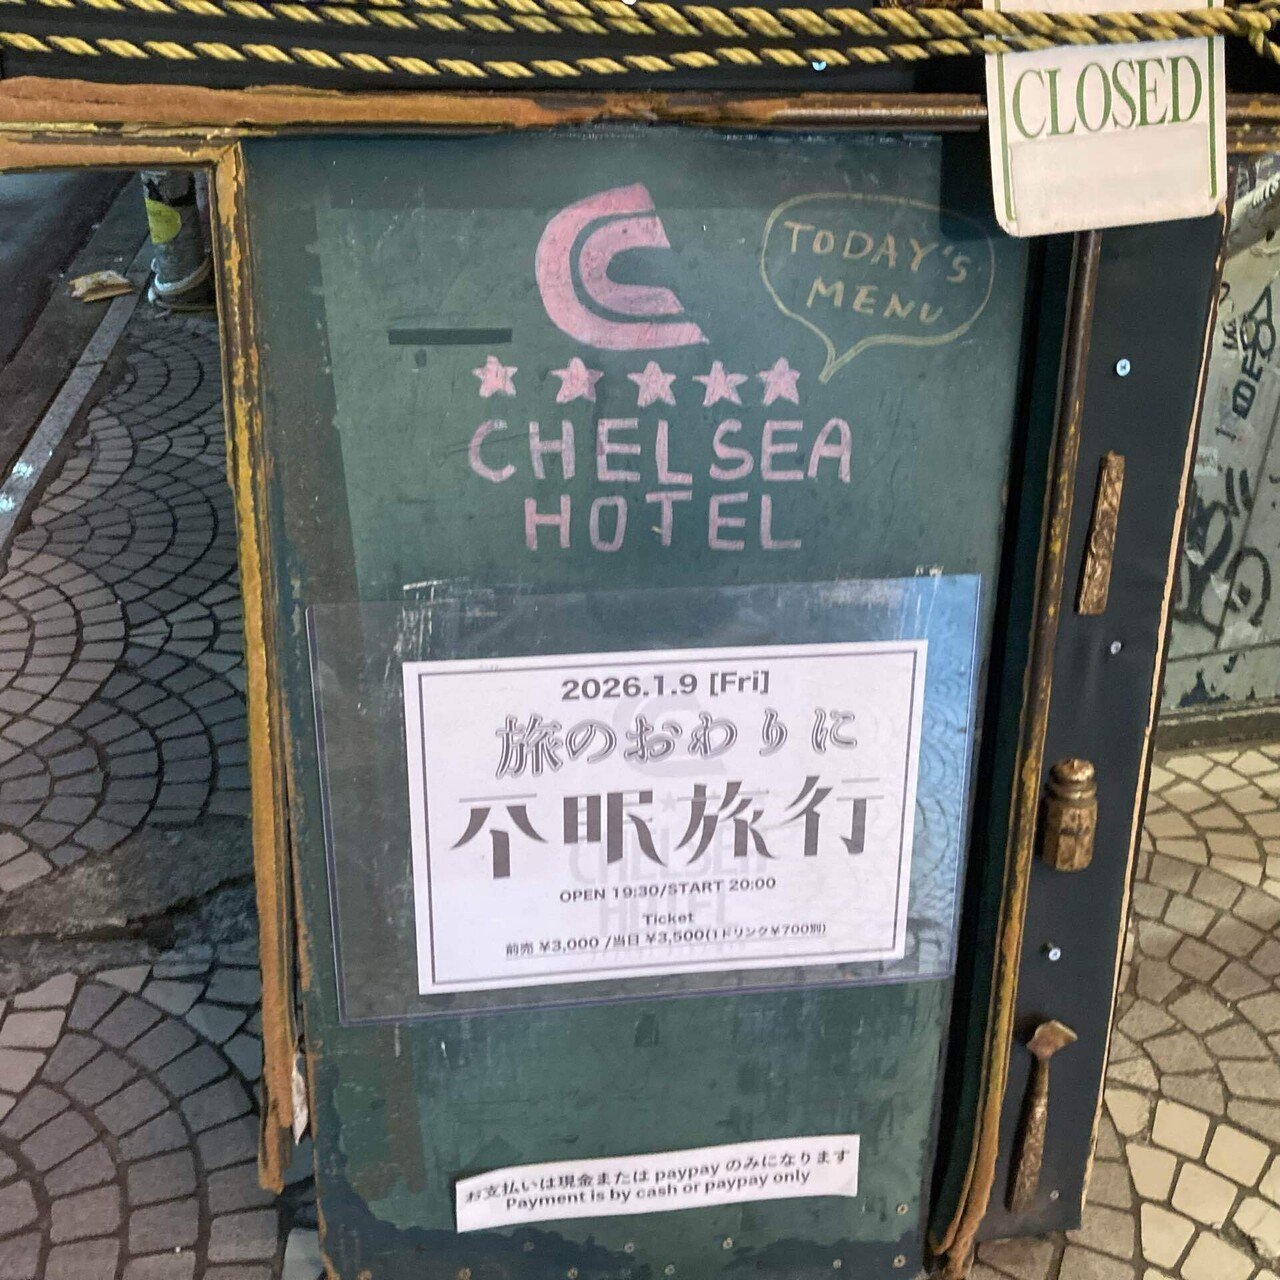 CLOSED
TODAY'S
MENU
CHELSEA
HOTEL
2026.1.9 [Fri]
旅のおわりに
不眠旅行
OPEN 19:30/START 20:00
Ticket
前売 ¥3,000 /当日 ¥3,500(1ドリンク¥700別)
お支払いは現金または paypay のみになります
Payment is by cash or paypay only